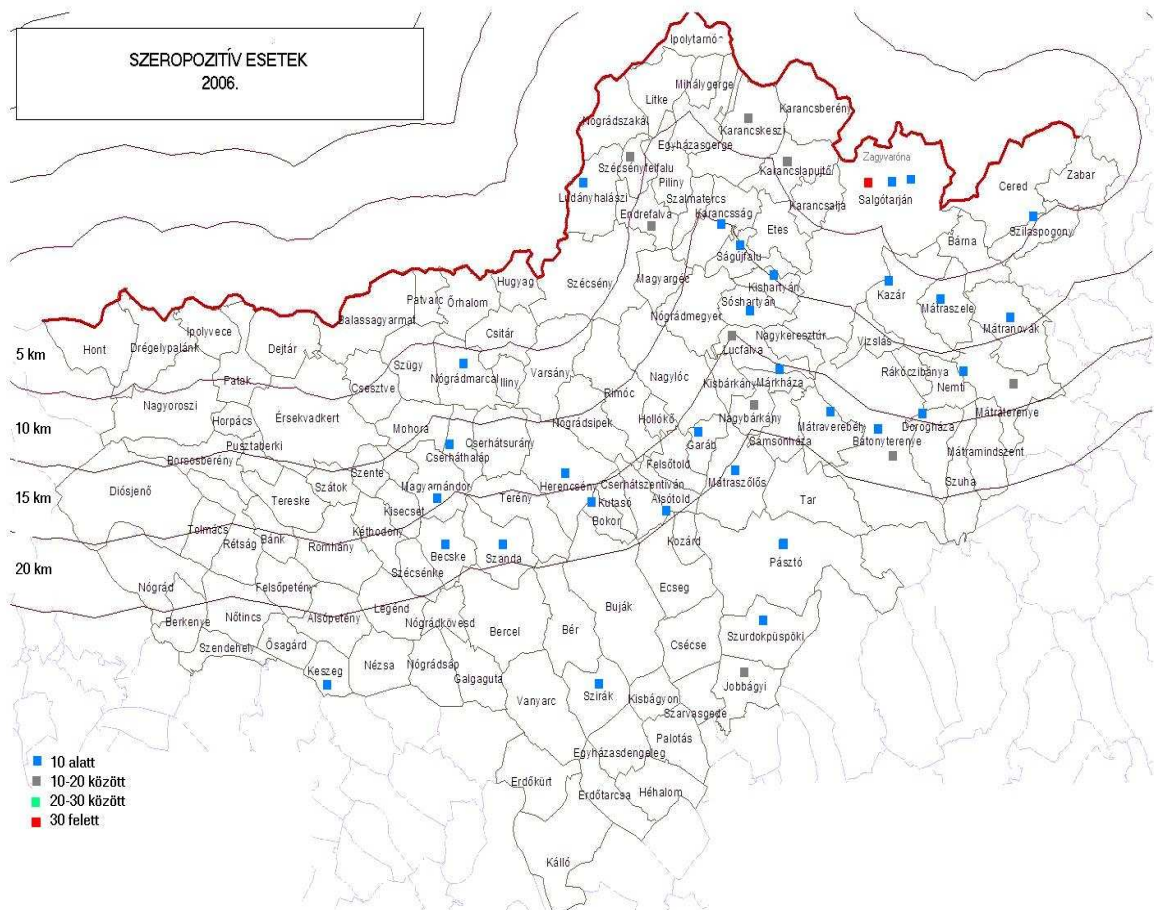 SZEROPOZITÍV ESETEK
2006.
Ipolytarnó
Mihálygerge
Litke
Karancsberény
Nógrádszakál
Karancskeszi
Egyházasgerge
Zagyvaróna
Szécsényfelfalu
Karancslapujtő
Piliny
Ludányhalászi
Szalmatercs
Salgótarján
Cered
Zabar
Karancsalja
Endrefalva
Karancsság
Etes
Szilaspogony
Bárna
Ságújfalu
Hugyag
Szécsény
Magyargéc
Kishartyán
Kazár
Patvarc
Őrhalom
Sóshartyán
Mátraszele
Balassagyarmat
Nógrádmegyer
Mátranovák
Ipolyvece
Csitár
Nagykeresztúr
Vizslás
Hont
Drégelypalánk
Dejtár
Lucfalva
5 km
Szügy
Varsány
Rákóczibánya
Patak
Csesztve
Nógrádmarcal
Iliny
Nagylóc
Kisbárkány
Márkháza
Nemti
Rimóc
Nagyoroszi
Érsekvadkert
Hollókő
Nagybárkány
Mátraterenye
Horpács
Nógrádsipek
Mátraverebély
Dorogháza
10 km
Mohora
Garáb
Sámsonháza
Bátonyterenye
Pusztaberki
Cserhátsurány
Cserháthaláp
Mátramindszent
Borsosberény
Felsőtold
Szente
Mátraszőlős
Diósjenő
Szátok
Magyarnándor
Herencsény
Cserhátszentiván
Szuha
15 km
Tereske
Terény
Kutasó
Alsótold
Tar
Kisecset
Bokor
Tolmács
Bánk
Kétbodony
Rétság
Romhány
Kozárd
Becske
Szanda
Pásztó
20 km
Szécsénke
Nógrád
Felsőpetény
Ecseg
Legénd
Buják
Berkenye
Nőtincs
Alsópetény
Nógrádkövesd
Bercel
Bér
Szurdokpüspöki
Szendehely
Ősagárd
Csécse
Keszeg
Nézsa
Nógrádsáp
Galgaguta
Jobbágyi
Szirák
Kisbágyon
Vanyarc
Szarvasgede
Palotás
Egyházasdengeleg
10 alatt
10-20 között
Erdőkürt
Héhalom
Erdőtarcsa
20-30 között
30 felett
Kálló